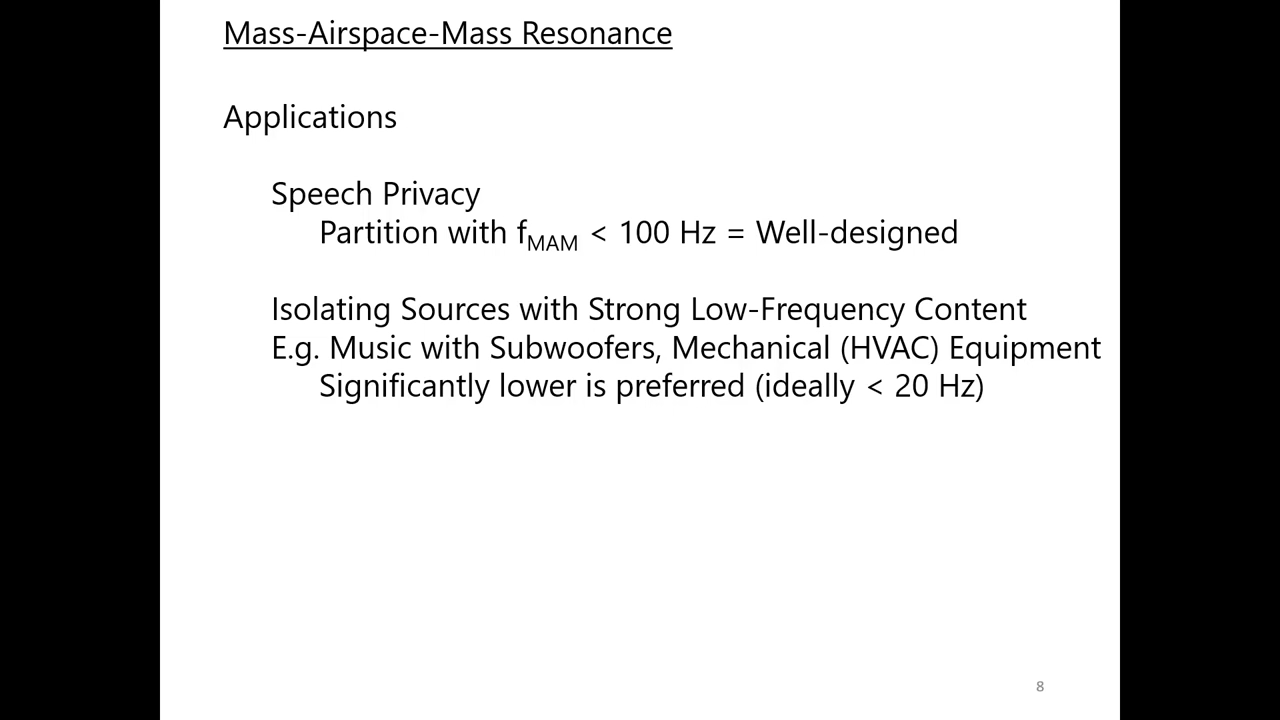 Mass-Airspace-Mass Resonance
Applications
Speech Privacy
Partition with fMAM < 100 Hz = Well-designed
Isolating Sources with Strong Low-Frequency Content
E.g. Music with Subwoofers, Mechanical (HVAC) Equipment
Significantly lower is preferred (ideally < 20 Hz)
8